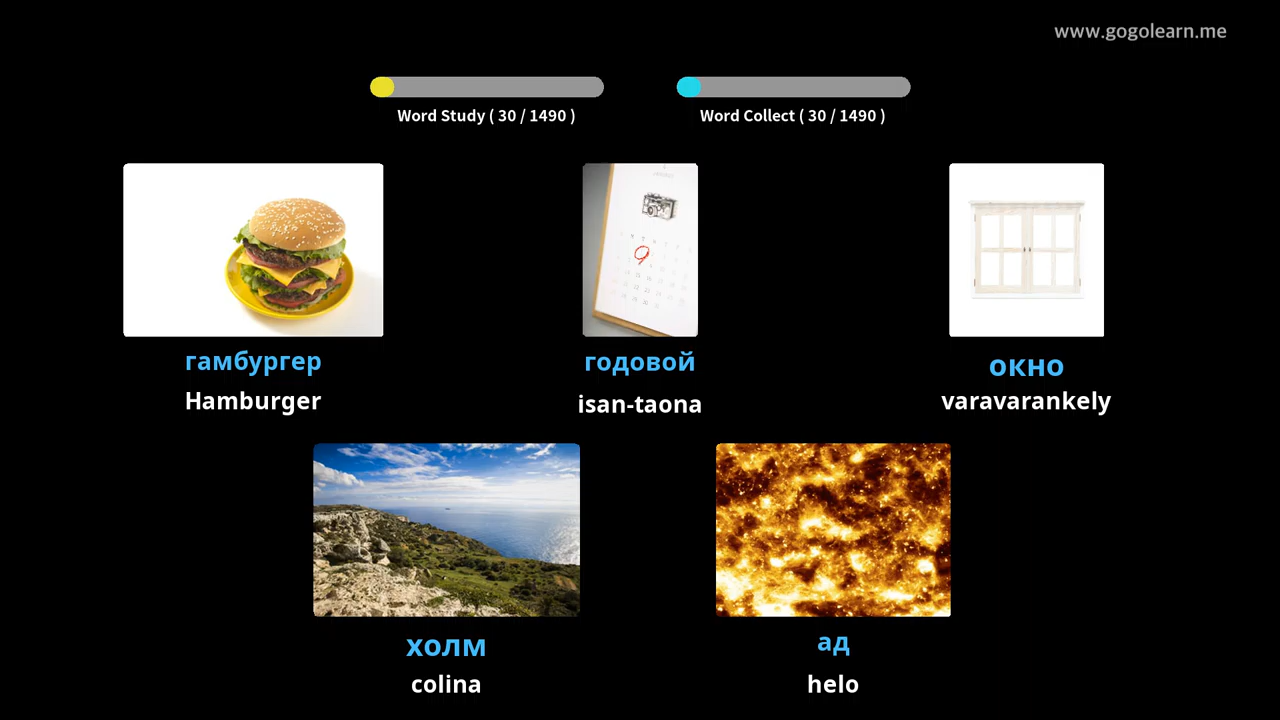 www.gogolearn.me
Word Study ( 30 / 1490 )
Word Collect ( 30 / 1490 )
гамбургер
Hamburger
годовой
isan-taona
окно
varavarankely
холм
colina
ад
helo